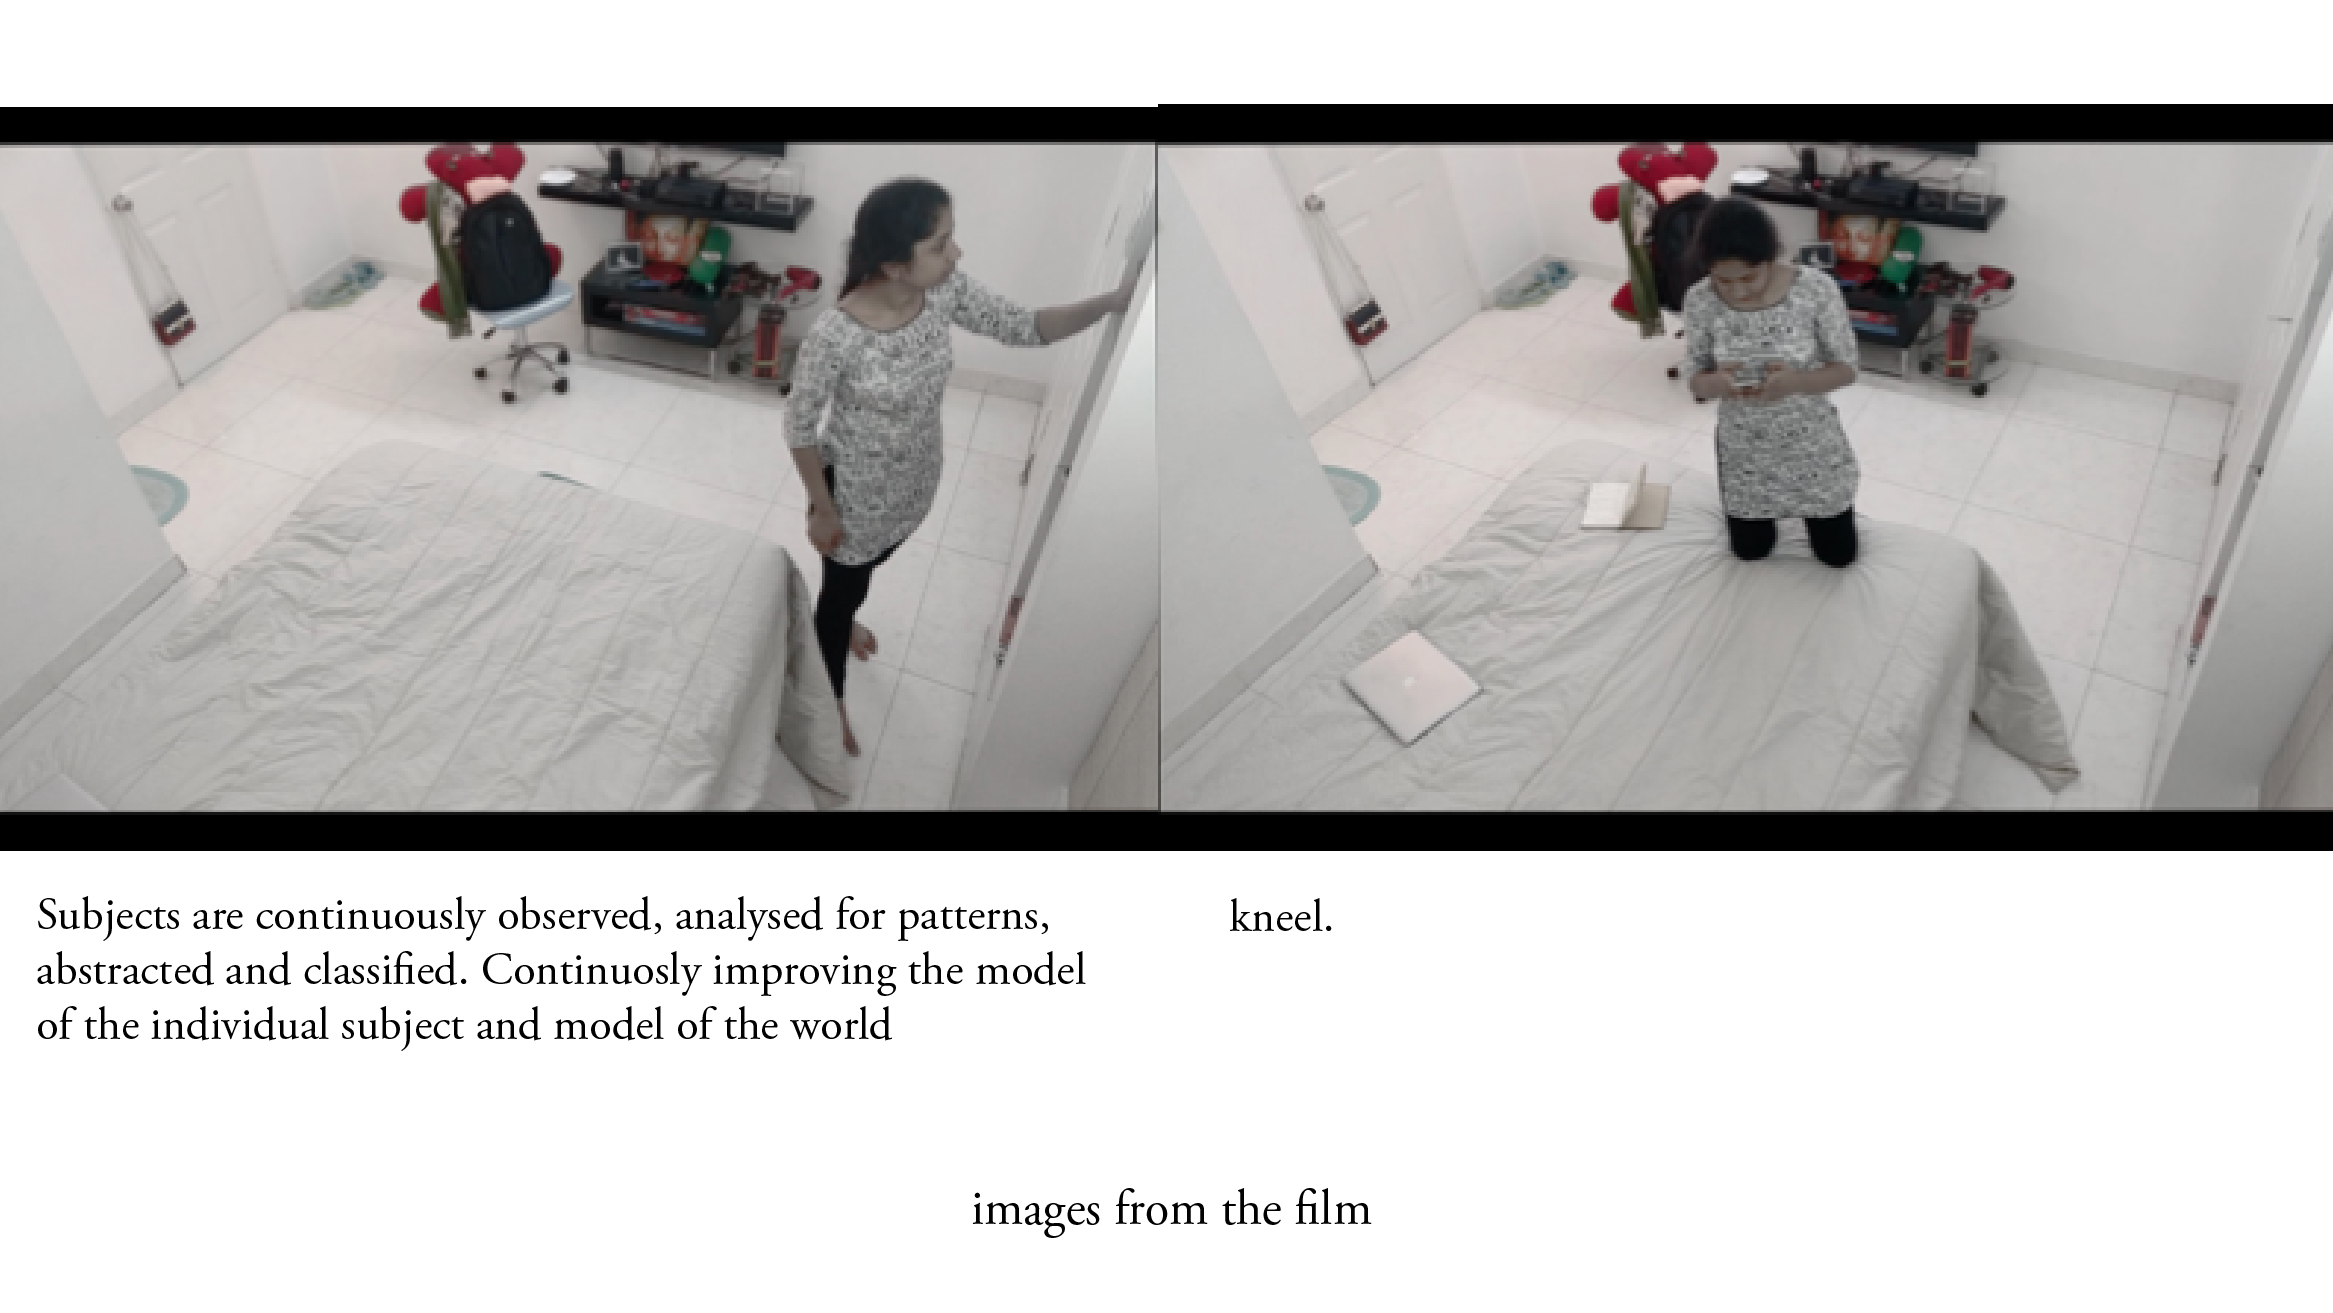 Subjects are continuously observed, analysed for patterns,
abstracted and classified. Continuosly improving the model
of the individual subject and model of the world
kneel.
images from the film